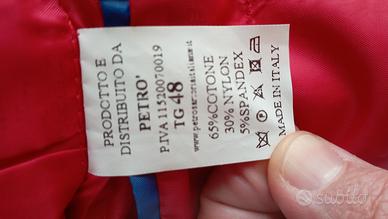 PRODOTTO E
DISTRIBUITO DA
PETRO'
P.IVA 11520070019
TG 48
65%COTONE
30% NYLON
5%SPANDEX
MADE IN ITALY
subito